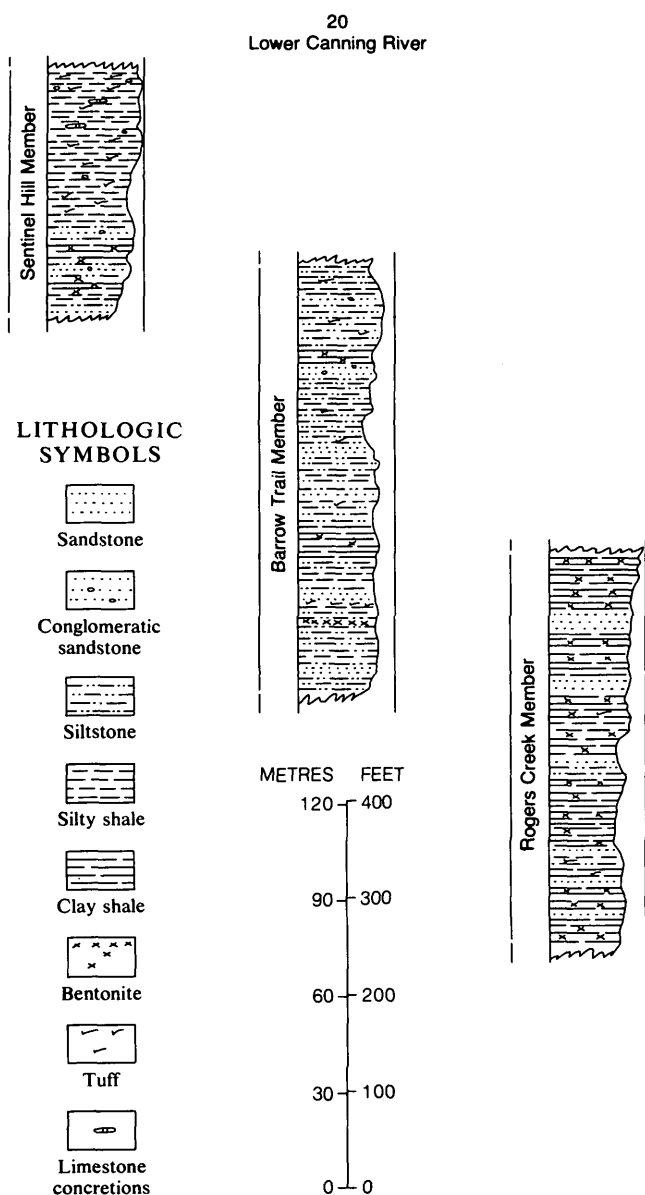 20
Lower Canning River
Sentinel Hill Member
Barrow Trail Member
Rogers Creek Member
LITHOLOGIC
SYMBOLS
Sandstone
Conglomeratic
sandstone
Siltstone
Silty shale
Clay shale
Bentonite
Tuff
Limestone
concretions
METRES FEET
120 400
90 300
60 200
30 100
0 0